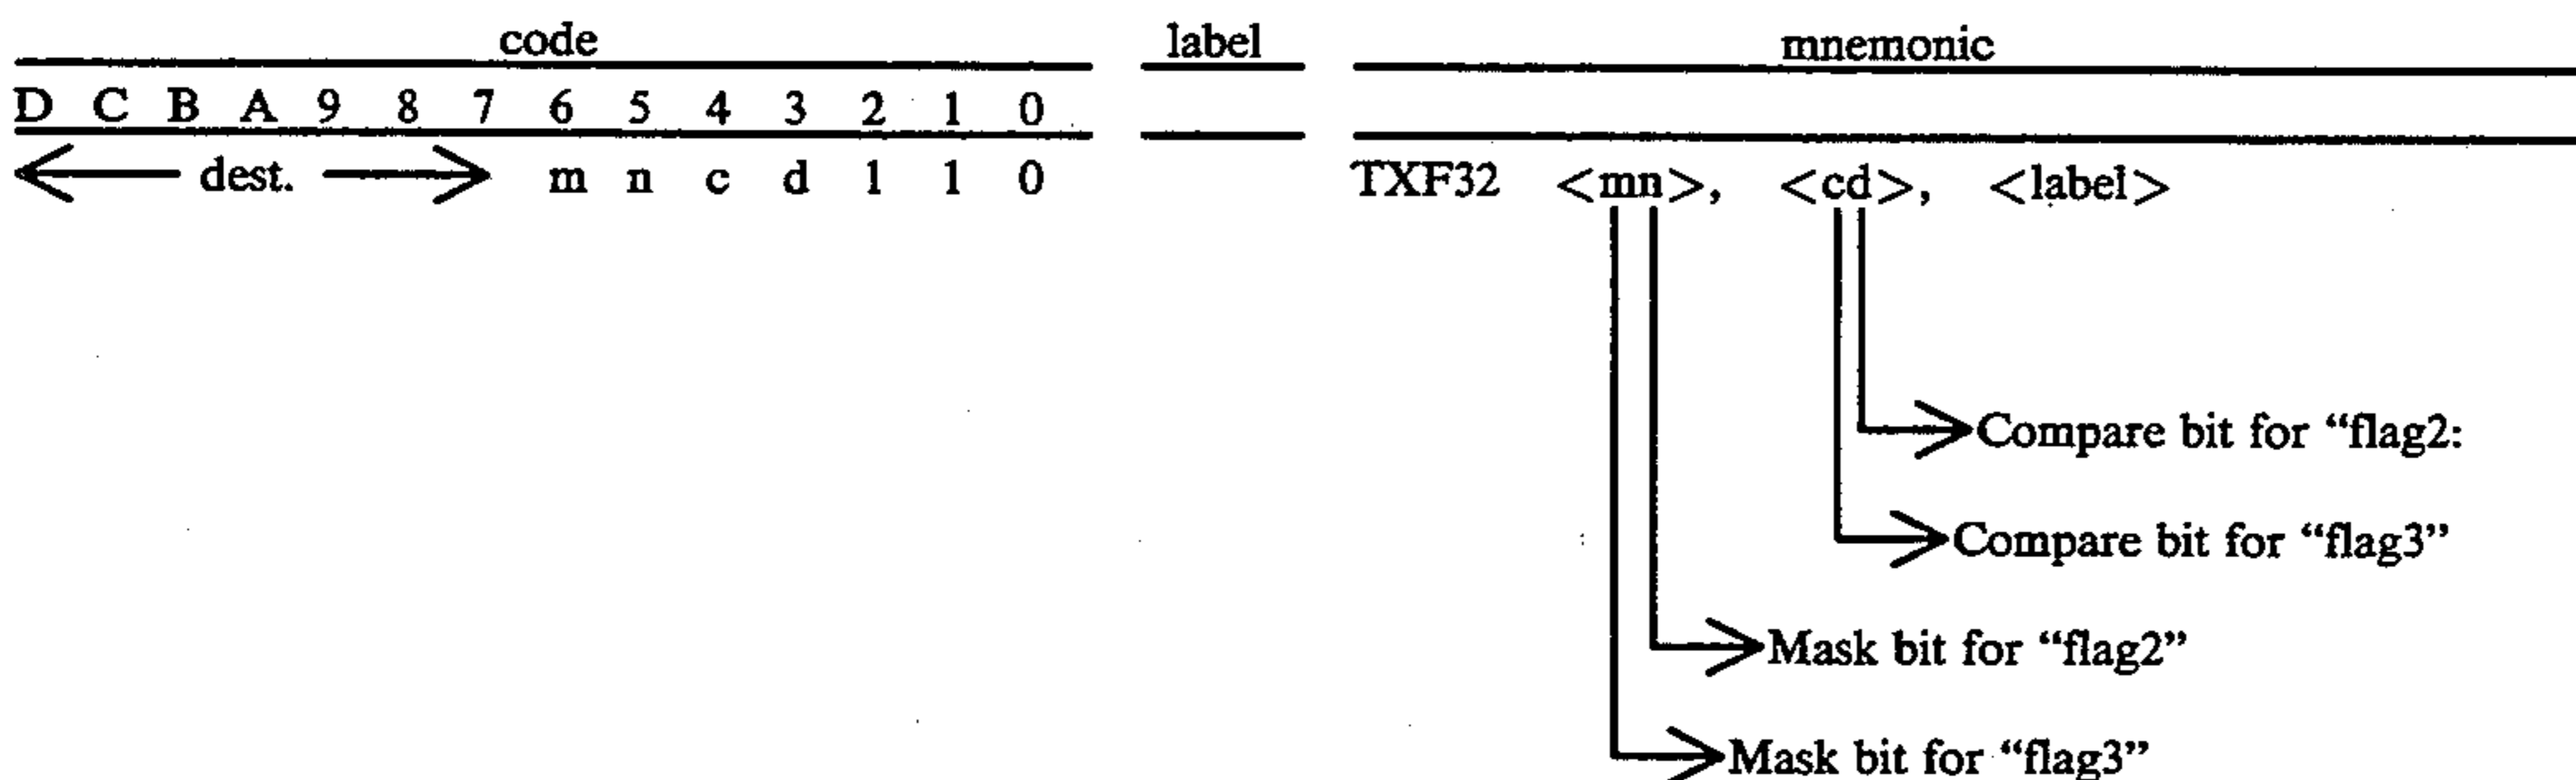 code label mnemonic
D C B A 9 8 7 6 5 4 3 2 1 0
dest. m n c d 1 1 0 TXF32 <mn>, <cd>, <label>
Compare bit for “flag2:
Compare bit for “flag3”
Mask bit for “flag2”
Mask bit for “flag3”